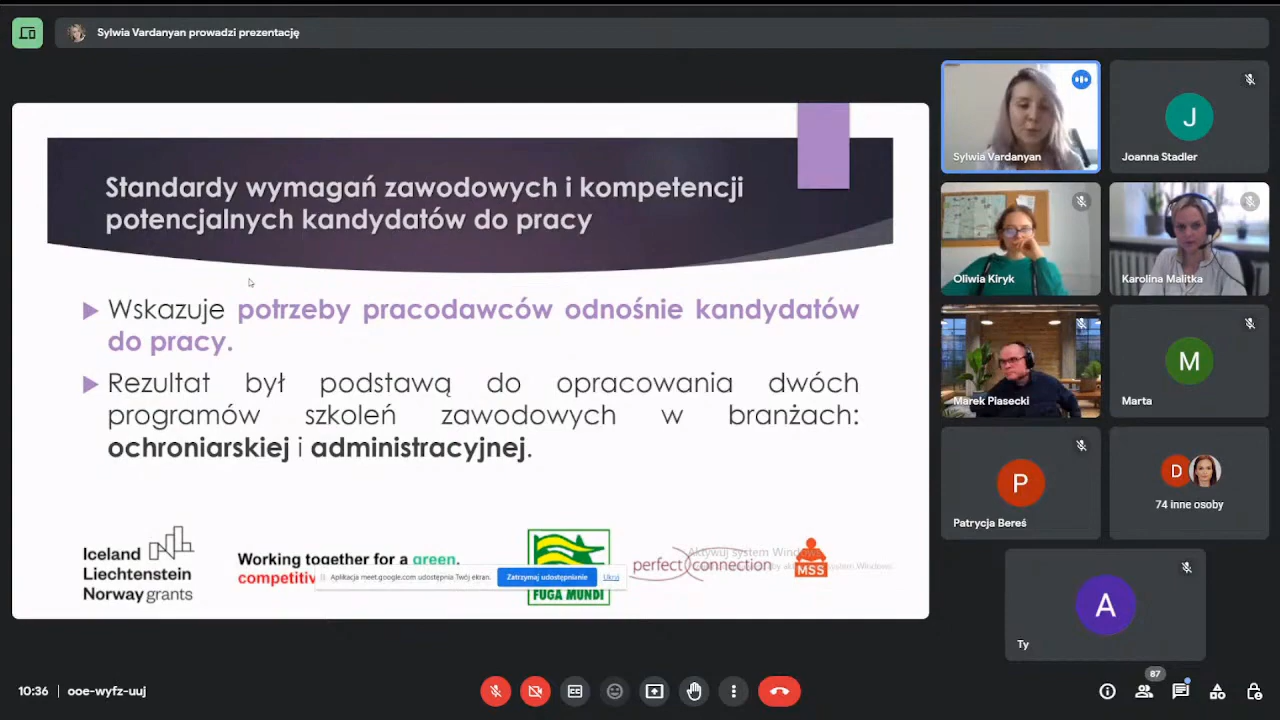 Sylwia Vardanyan prowadzi prezentację
Standardy wymagań zawodowych i kompetencji
potencjalnych kandydatów do pracy
Wskazuje potrzeby pracodawców odnośnie kandydatów
do pracy.
Rezultat był podstawą do opracowania dwóch
programów szkoleń zawodowych w branżach:
ochroniarskiej i administracyjnej.
Iceland
Liechtenstein
Norway grants
Working together for a green,
Aplikacja meet.google.com udostępnia Twój ekran.
Zatrzymaj udostępnianie
Ukryj
FUGA MUNDI
perfect connection
Aktywuj system Windows
MSS
Sylwia Vardanyan
J
Joanna Stadler
Oliwia Kiryk
Karolina Malitka
Marek Piasecki
M
Marta
P
Patrycja Bereś
D
74 inne osoby
A
Ty
10:36
ooe-wyfz-uuj
87